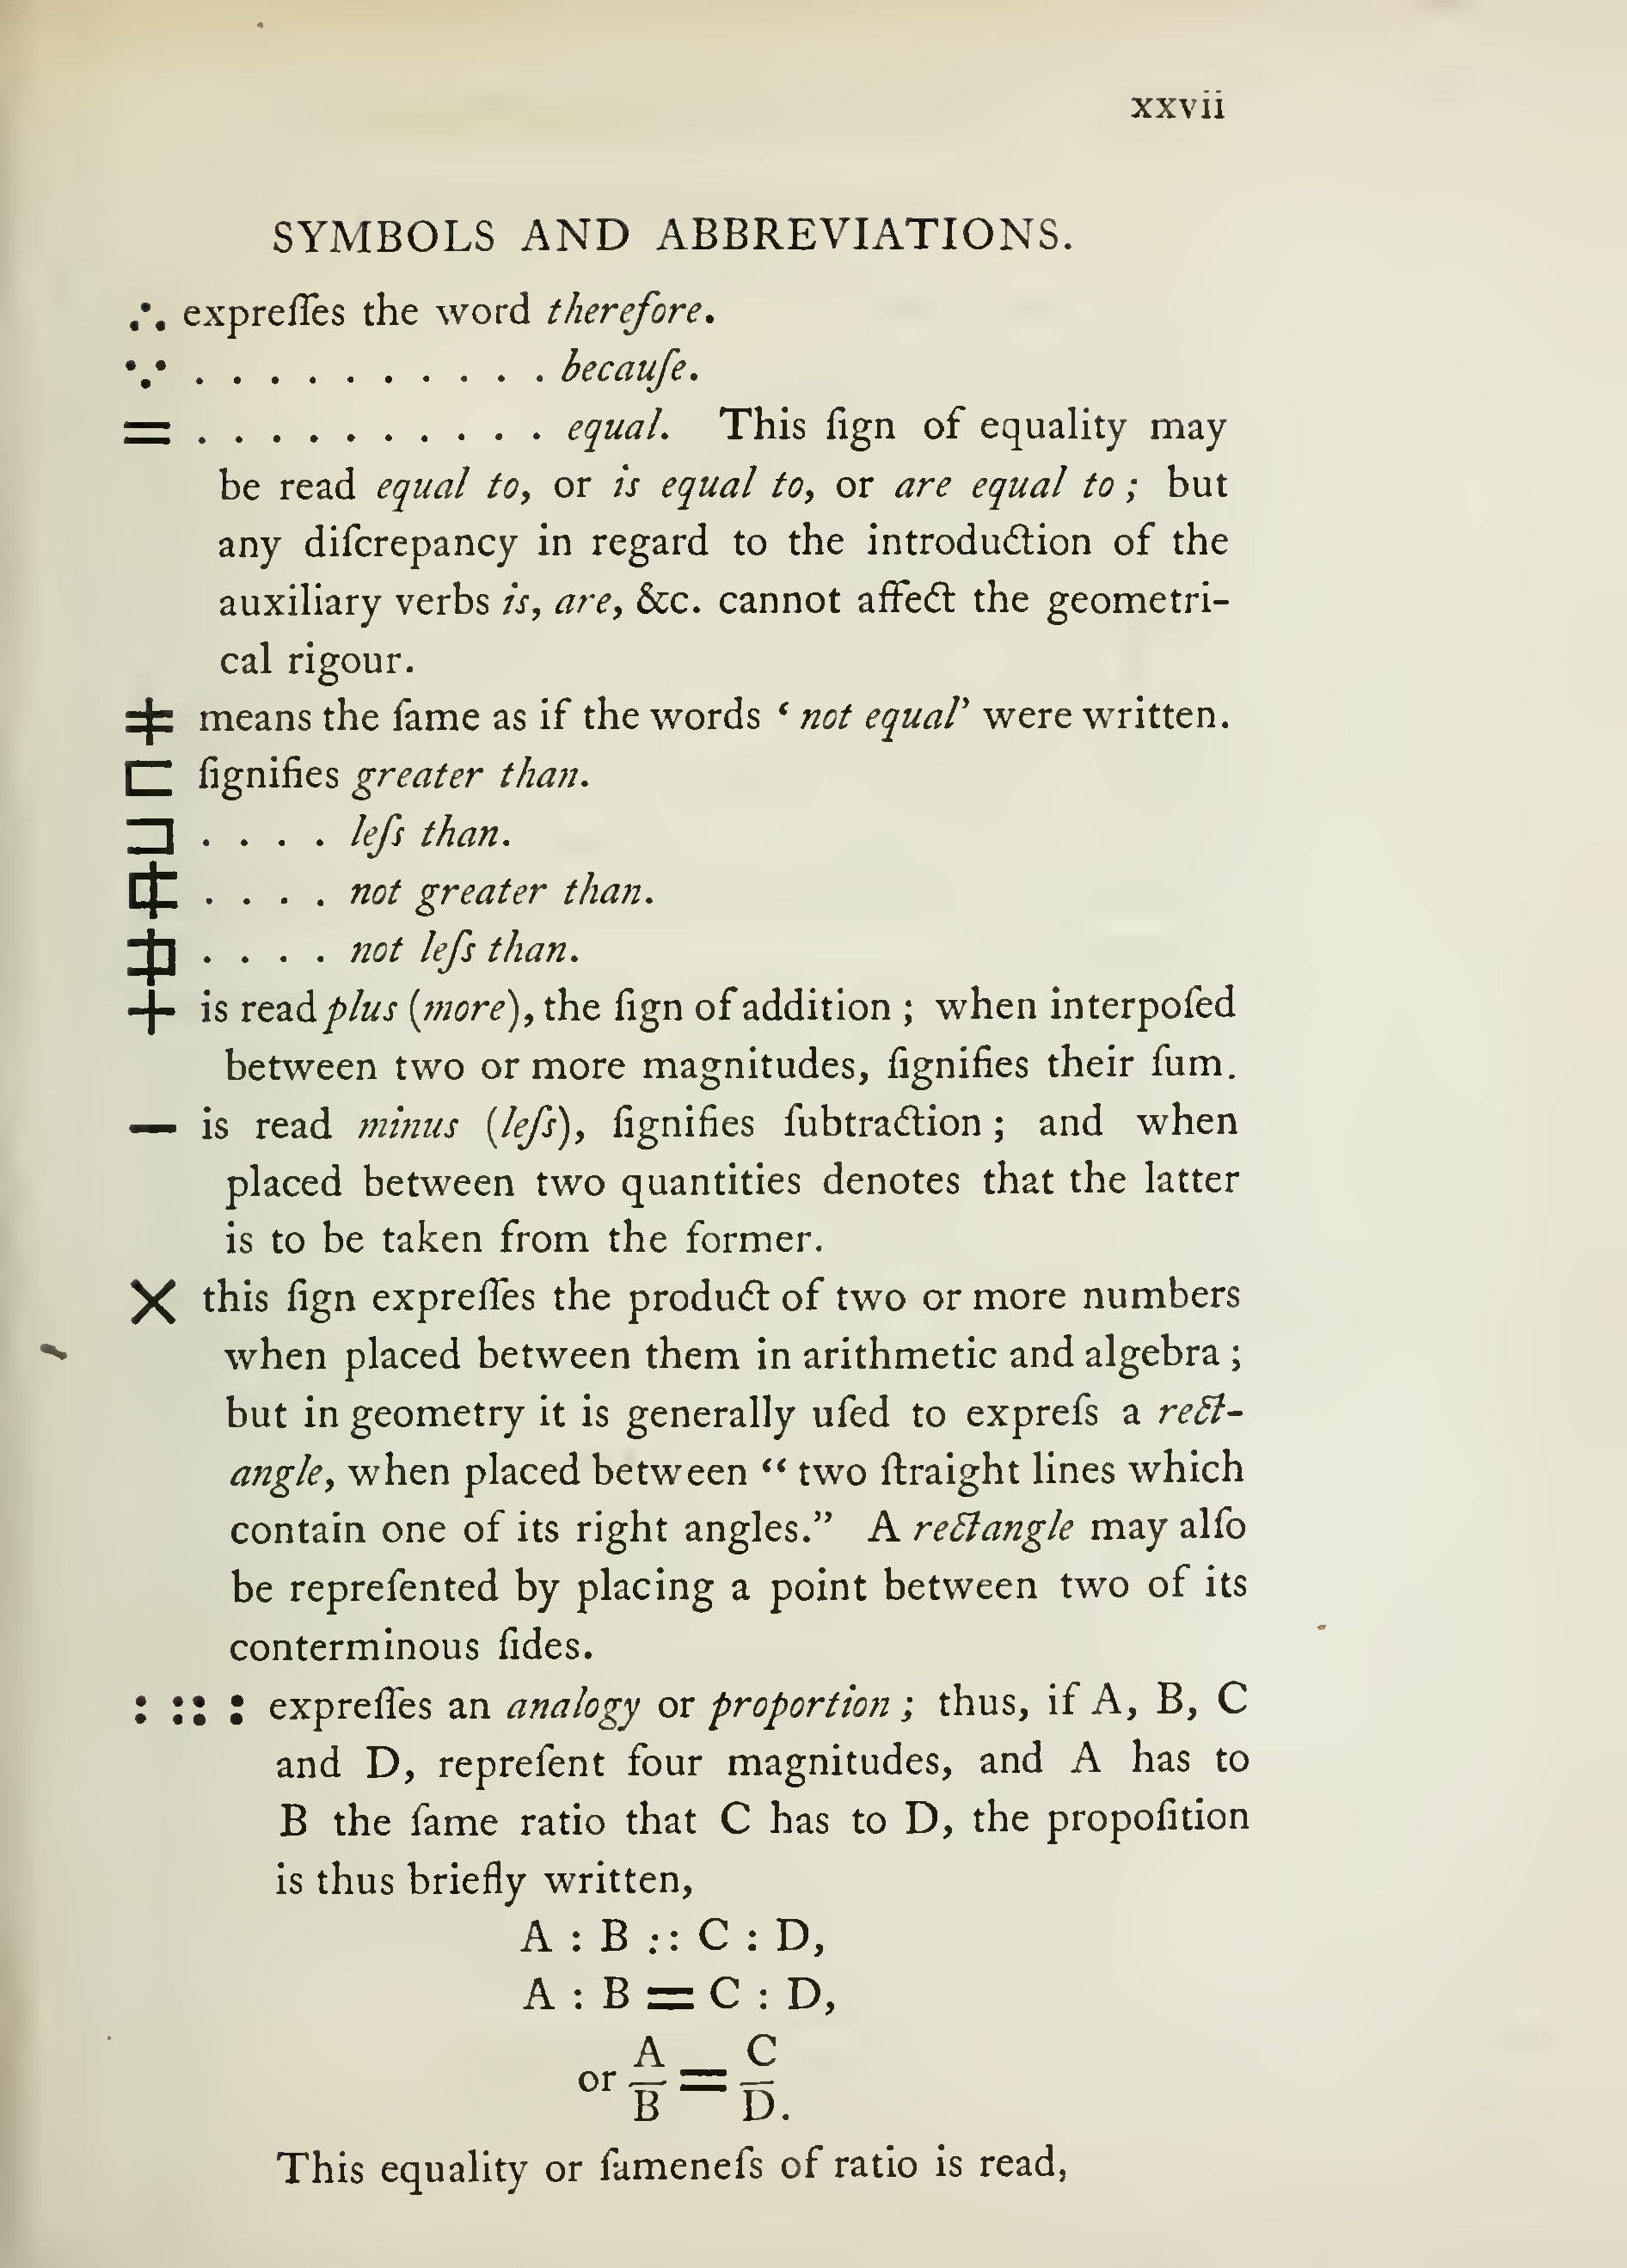 xxvii
SYMBOLS AND ABBREVIATIONS.
∴ expreſſes the word therefore.
∵ . . . . . . . . . . becauſe.
= . . . . . . . . . . equal. This ſign of equality may
be read equal to, or is equal to, or are equal to ; but
any diſcrepancy in regard to the introduction of the
auxiliary verbs is, are, &c. cannot affect the geometri-
cal rigour.
≠ means the ſame as if the words ‘ not equal’ were written.
⊏ ſignifies greater than.
⊐ . . . . leſs than.
⊏̸ . . . . not greater than.
⊐̸ . . . . not leſs than.
+ is read plus (more), the ſign of addition ; when interpoſed
between two or more magnitudes, ſignifies their ſum.
− is read minus (leſs), ſignifies ſubtraction ; and when
placed between two quantities denotes that the latter
is to be taken from the former.
× this ſign expreſſes the product of two or more numbers
when placed between them in arithmetic and algebra ;
but in geometry it is generally uſed to expreſs a rect-
angle, when placed between “ two ſtraight lines which
contain one of its right angles.” A rectangle may alſo
be repreſented by placing a point between two of its
conterminous ſides.
: :: : expreſſes an analogy or proportion ; thus, if A, B, C
and D, repreſent four magnitudes, and A has to
B the ſame ratio that C has to D, the propoſition
is thus briefly written,
A : B :: C : D,
A : B = C : D,
or A/B = C/D.
This equality or ſameneſs of ratio is read,